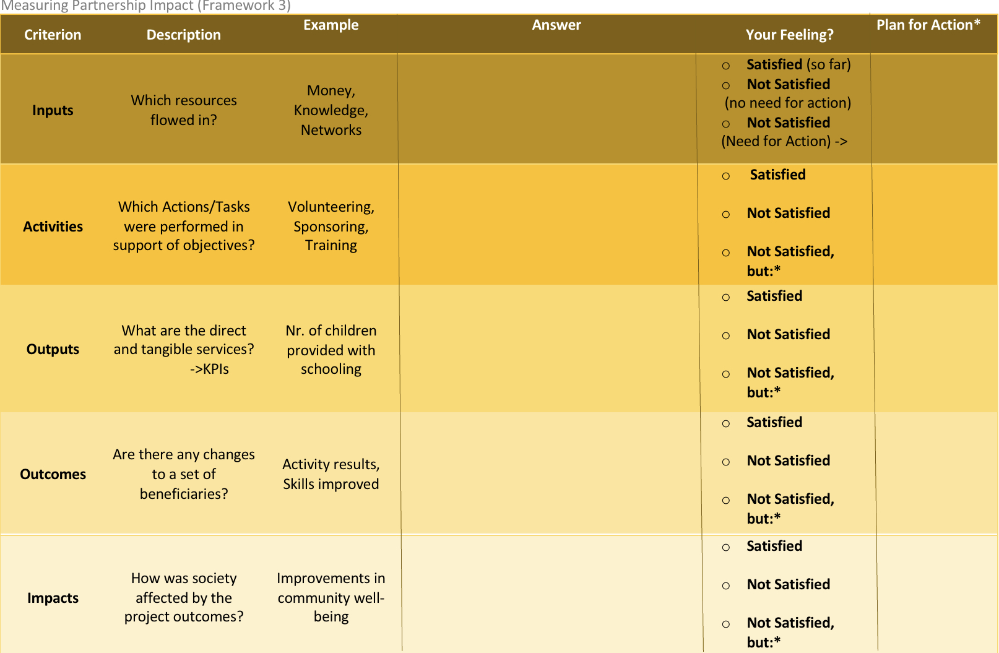 Measuring Partnership Impact (Framework 3)
Criterion
Description
Example
Answer
Your Feeling?
Plan for Action*
Inputs
Which resources
flowed in?
Money,
Knowledge,
Networks
o Satisfied (so far)
o Not Satisfied
(no need for action)
o Not Satisfied
(Need for Action) ->
Activities
Which Actions/Tasks
were performed in
support of objectives?
Volunteering,
Sponsoring,
Training
o Satisfied
o Not Satisfied
o Not Satisfied,
but:*
Outputs
What are the direct
and tangible services?
->KPIs
Nr. of children
provided with
schooling
o Satisfied
o Not Satisfied
o Not Satisfied,
but:*
Outcomes
Are there any changes
to a set of
beneficiaries?
Activity results,
Skills improved
o Satisfied
o Not Satisfied
o Not Satisfied,
but:*
Impacts
How was society
affected by the
project outcomes?
Improvements in
community well-
being
o Satisfied
o Not Satisfied
o Not Satisfied,
but:*